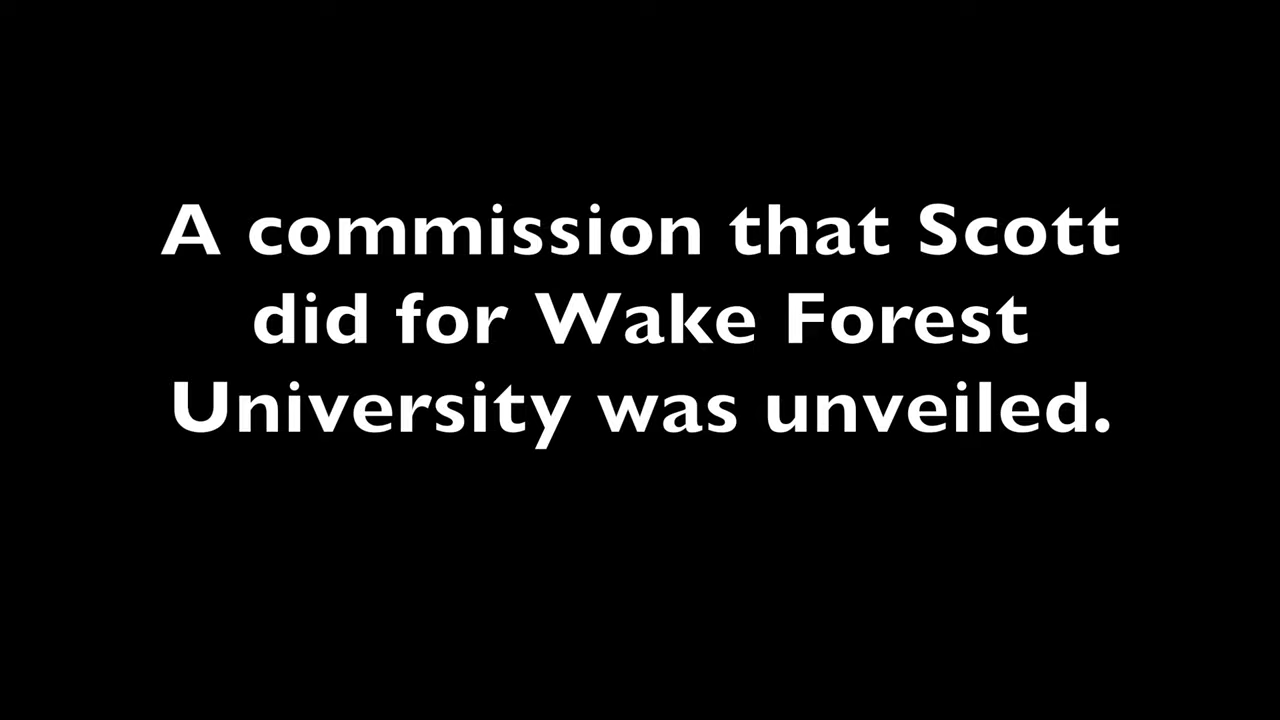 A commission that Scott
did for Wake Forest
University was unveiled.